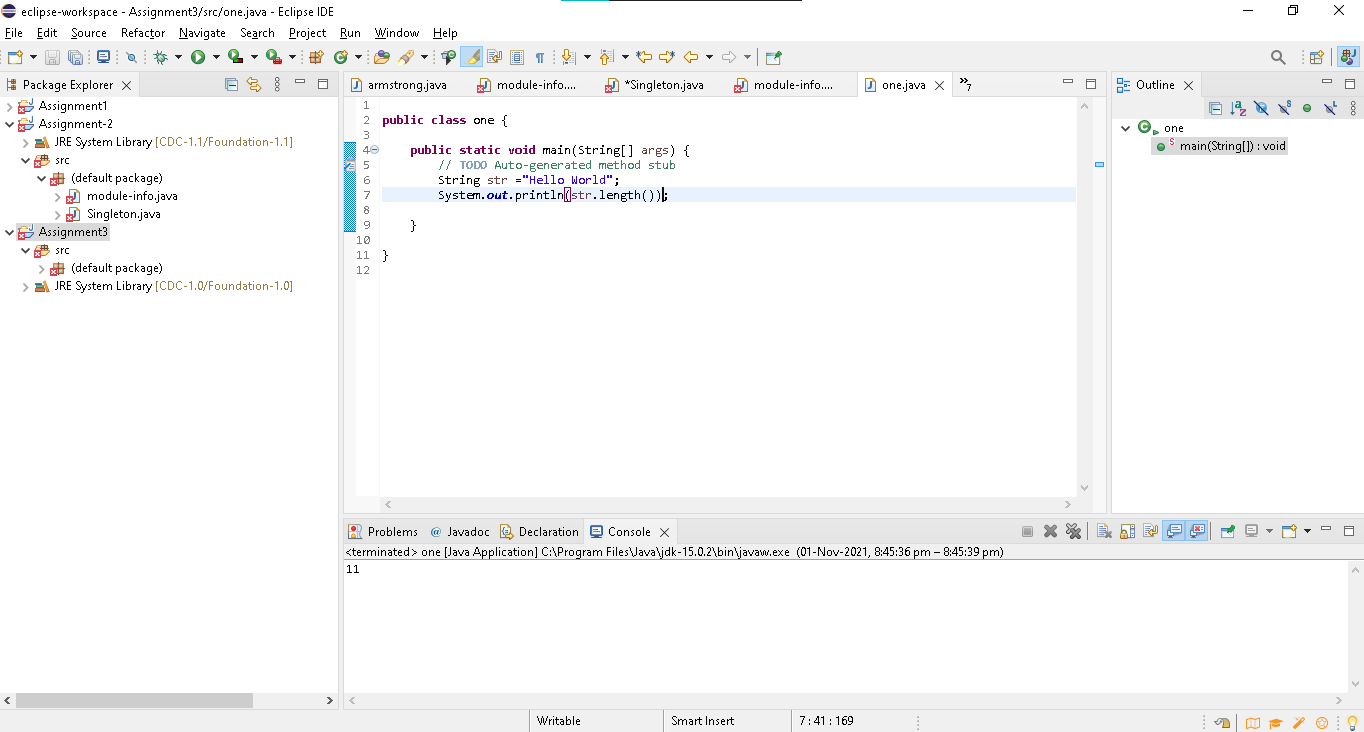 eclipse-workspace - Assignment3/src/one.java - Eclipse IDE
File Edit Source Refactor Navigate Search Project Run Window Help
Package Explorer
Assignment1
Assignment-2
JRE System Library [CDC-1.1/Foundation-1.1]
src
(default package)
module-info.java
Singleton.java
Assignment3
src
(default package)
JRE System Library [CDC-1.0/Foundation-1.0]
armstrong.java module-info.... *Singleton.java module-info.... one.java »7
1
2 public class one {
3
4 public static void main(String[] args) {
5 // TODO Auto-generated method stub
6 String str ="Hello World";
7 System.out.println(str.length());
8
9 }
10
11 }
12
Outline
one
main(String[]) : void
Problems Javadoc Declaration Console
<terminated> one [Java Application] C:\Program Files\Java\jdk-15.0.2\bin\javaw.exe (01-Nov-2021, 8:45:36 pm – 8:45:39 pm)
11
Writable Smart Insert 7 : 41 : 169